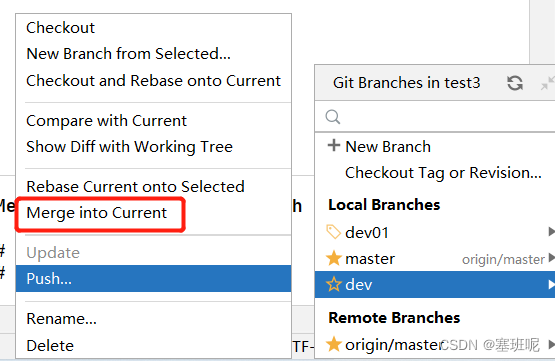 Checkout
New Branch from Selected...
Checkout and Rebase onto Current
Compare with Current
Show Diff with Working Tree
Rebase Current onto Selected
Merge into Current
Update
Push...
Rename...
Delete
Git Branches in test3
New Branch
Checkout Tag or Revision...
Local Branches
dev01
master origin/master
dev
Remote Branches
origin/master
CSDN @塞班呢
Me
h
#
#
TF-